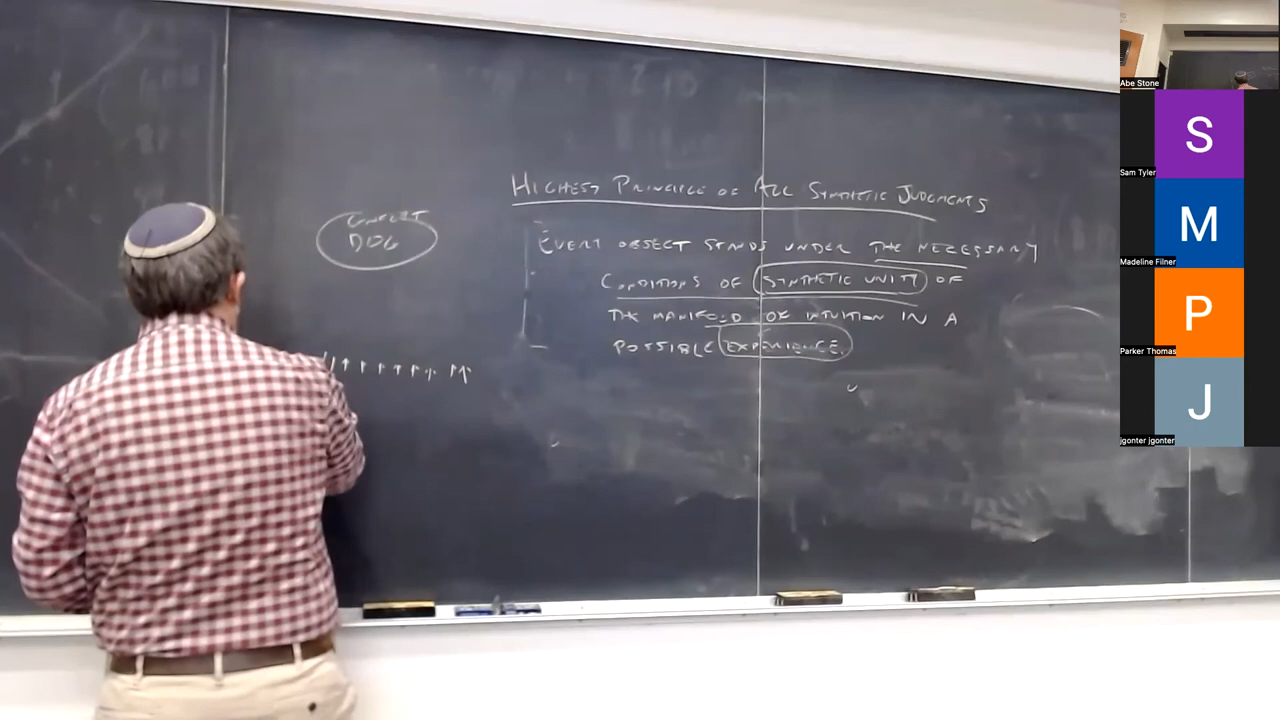 HIGHEST PRINCIPLE OF ALL SYNTHETIC JUDGMENTS
CONCEPT
DOG
EVERY OBJECT STANDS UNDER THE NECESSARY
CONDITIONS OF SYNTHETIC UNITY OF
THE MANIFOLD OF INTUITION IN A
POSSIBLE EXPERIENCE.
Abe Stone
S
Sam Tyler
M
Madeline Filner
P
Parker Thomas
J
jgonter jgonter